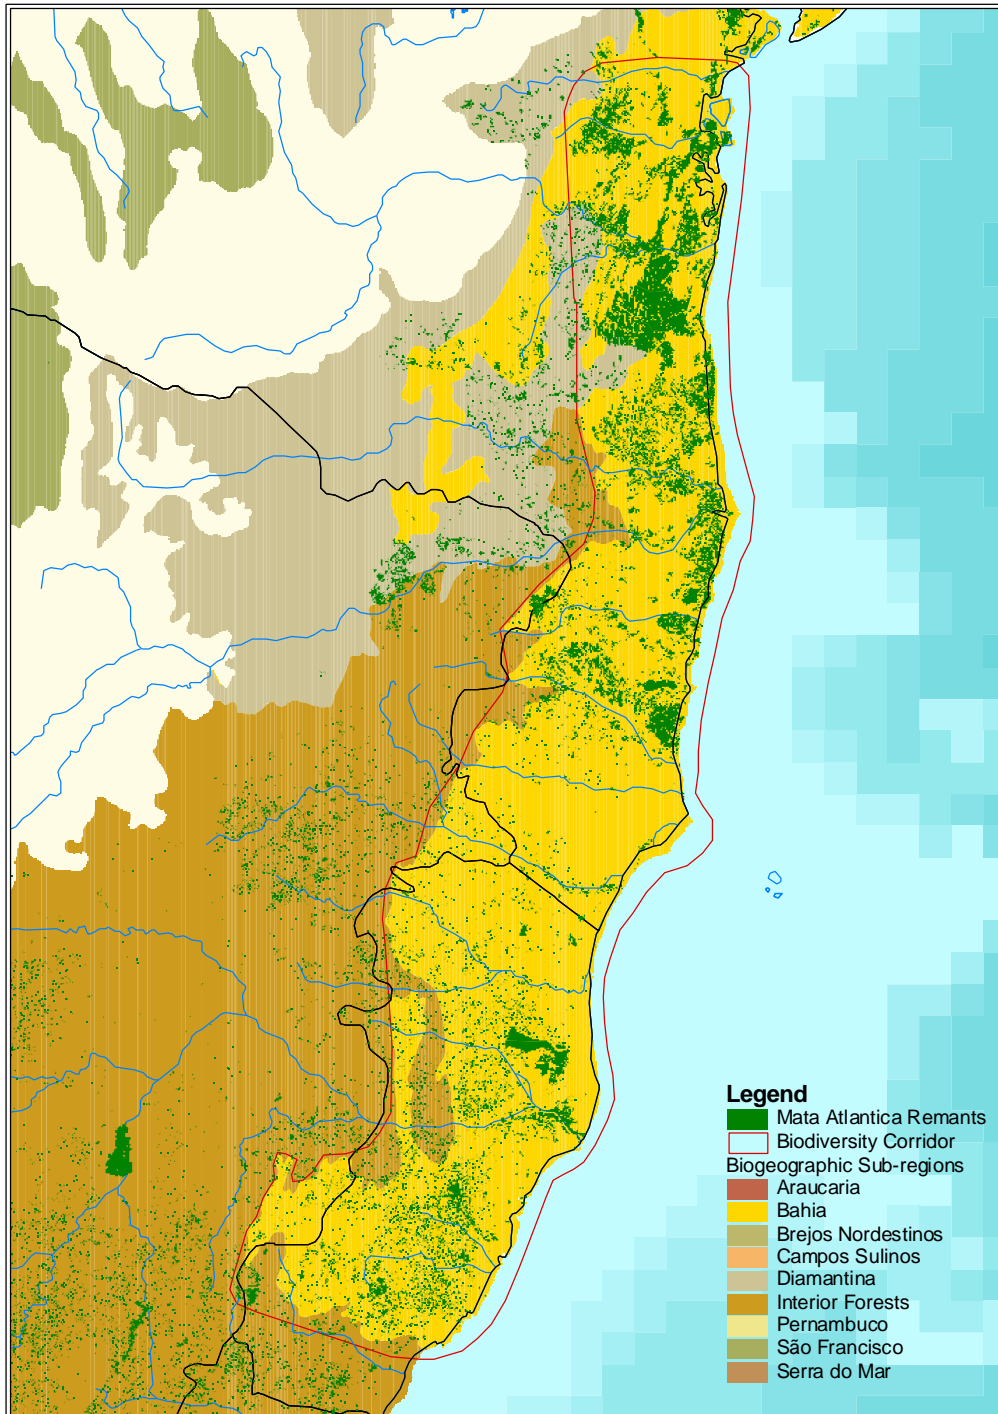 Legend
Mata Atlantica Remants
Biodiversity Corridor
Biogeographic Sub-regions
Araucaria
Bahia
Brejos Nordestinos
Campos Sulinos
Diamantina
Interior Forests
Pernambuco
São Francisco
Serra do Mar